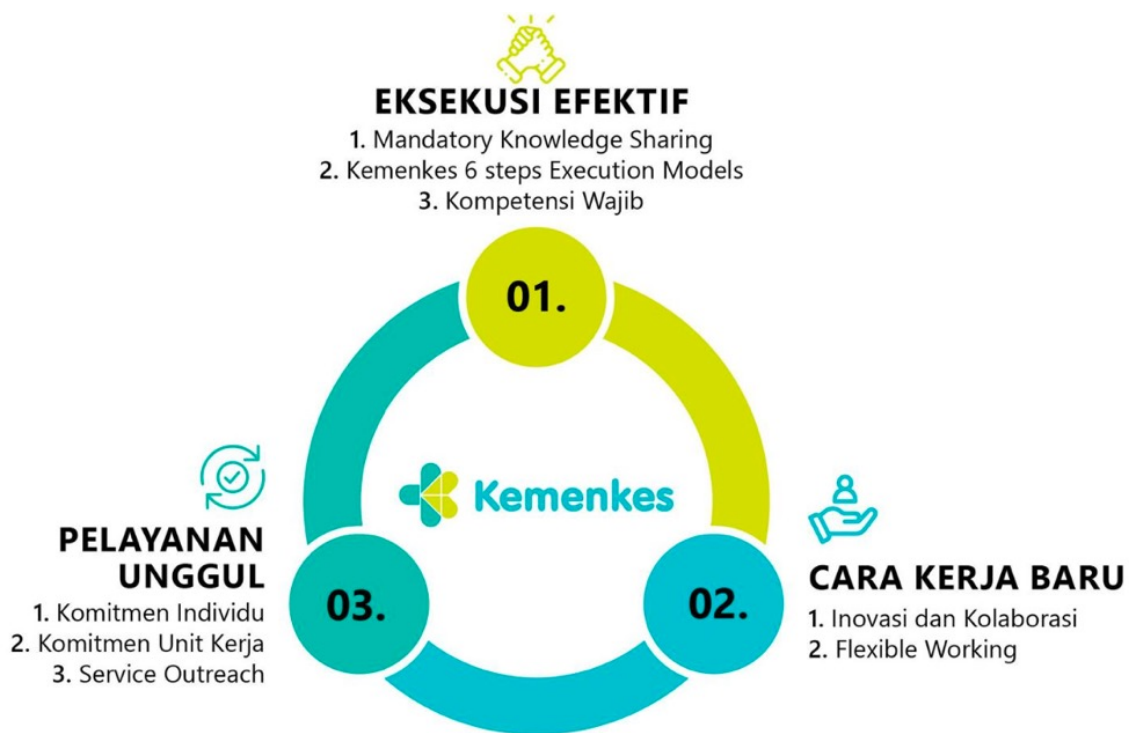 EKSEKUSI EFEKTIF
1. Mandatory Knowledge Sharing
2. Kemenkes 6 steps Execution Models
3. Kompetensi Wajib
01.
Kemenkes
PELAYANAN
UNGGUL
1. Komitmen Individu
2. Komitmen Unit Kerja
3. Service Outreach
03.
02.
CARA KERJA BARU
1. Inovasi dan Kolaborasi
2. Flexible Working